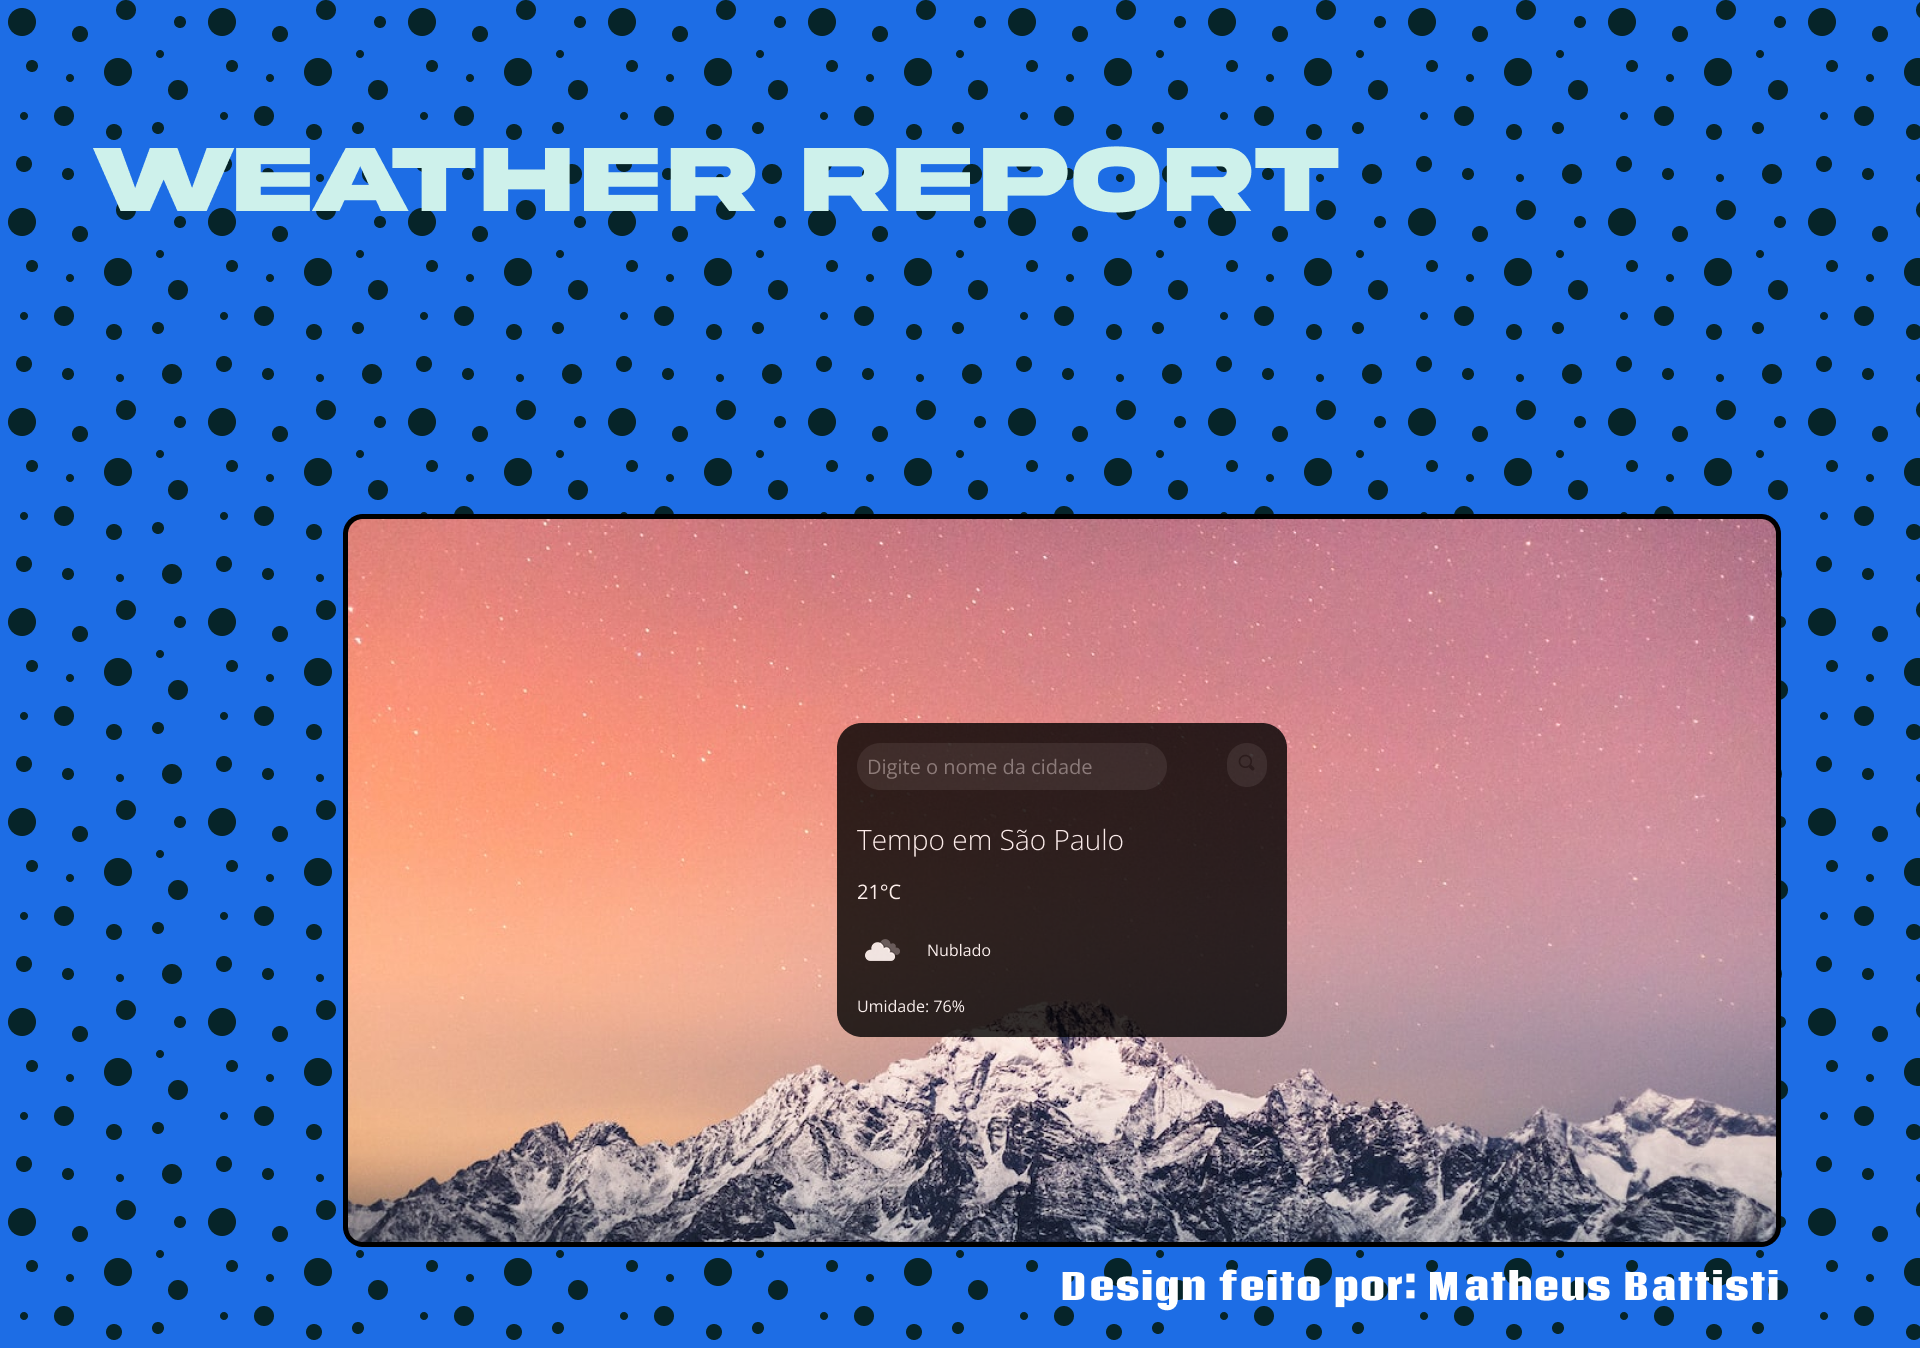 WEATHER REPORT
Digite o nome da cidade
Tempo em São Paulo
21°C
Nublado
Umidade: 76%
Design feito por: Matheus Battisti